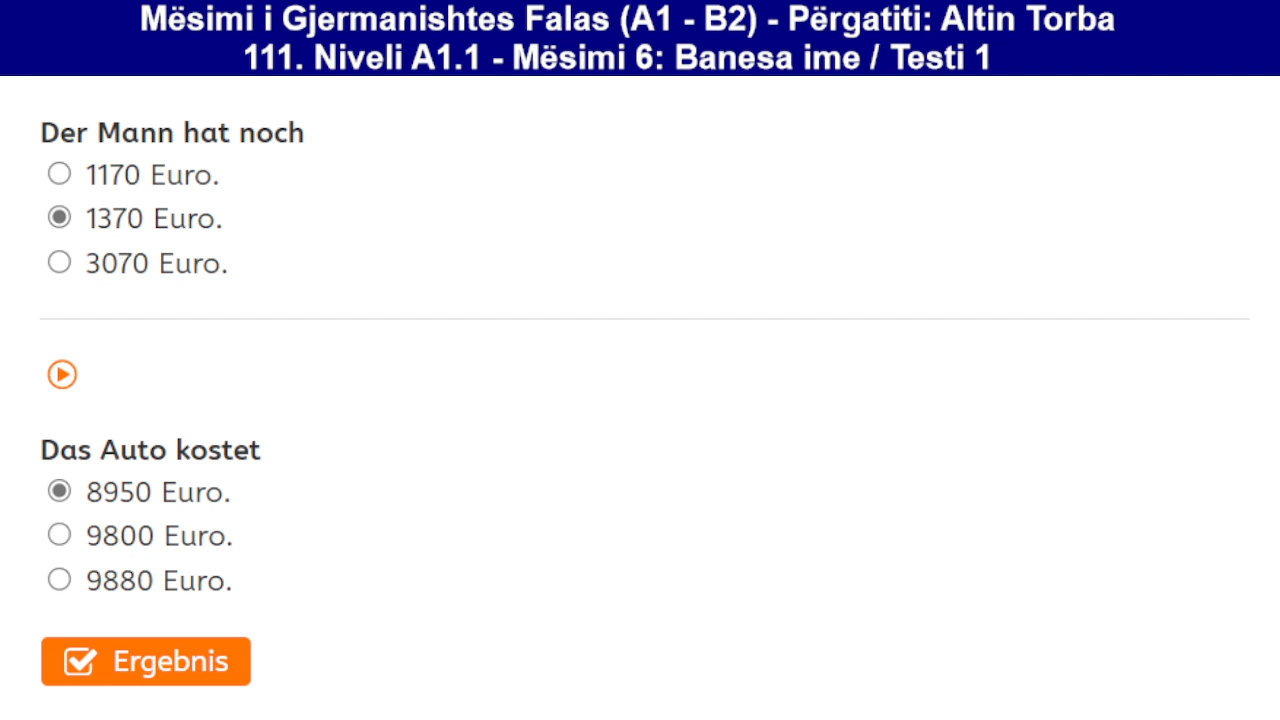 Mësimi i Gjermanishtes Falas (A1 - B2) - Përgatiti: Altin Torba
111. Niveli A1.1 - Mësimi 6: Banesa ime / Testi 1
Der Mann hat noch
1170 Euro.
1370 Euro.
3070 Euro.
Das Auto kostet
8950 Euro.
9800 Euro.
9880 Euro.
Ergebnis